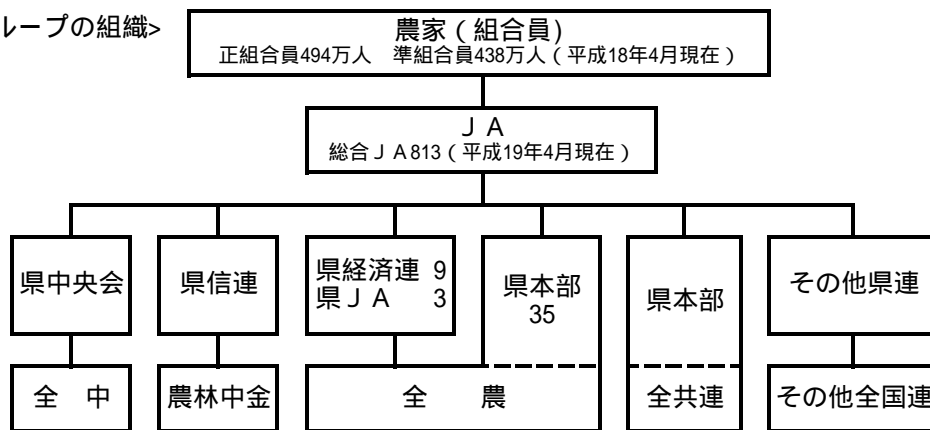 ループの組織>
農家(組合員)
正組合員494万人　準組合員438万人(平成18年4月現在)
ＪＡ
総合ＪＡ813(平成19年4月現在)
県中央会
県信連
県経済連 9
県ＪＡ 3
県本部
35
県本部
その他県連
全　中
農林中金
全　農
全共連
その他全国連